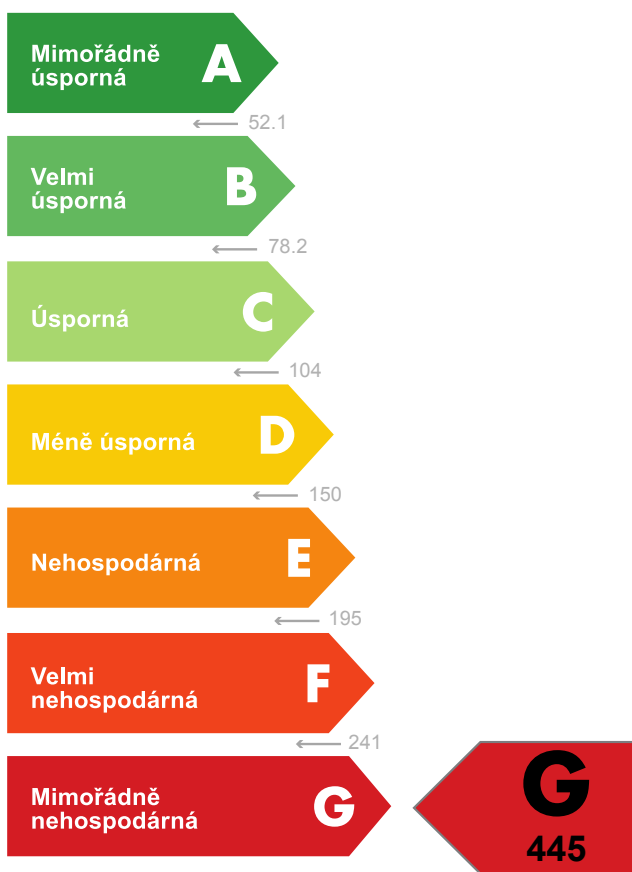 Mimořádně
úsporná
A
52.1
Velmi
úsporná
B
78.2
Úsporná
C
104
Méně úsporná
D
150
Nehospodárná
E
195
Velmi
nehospodárná
F
241
Mimořádně
nehospodárná
G
G
445